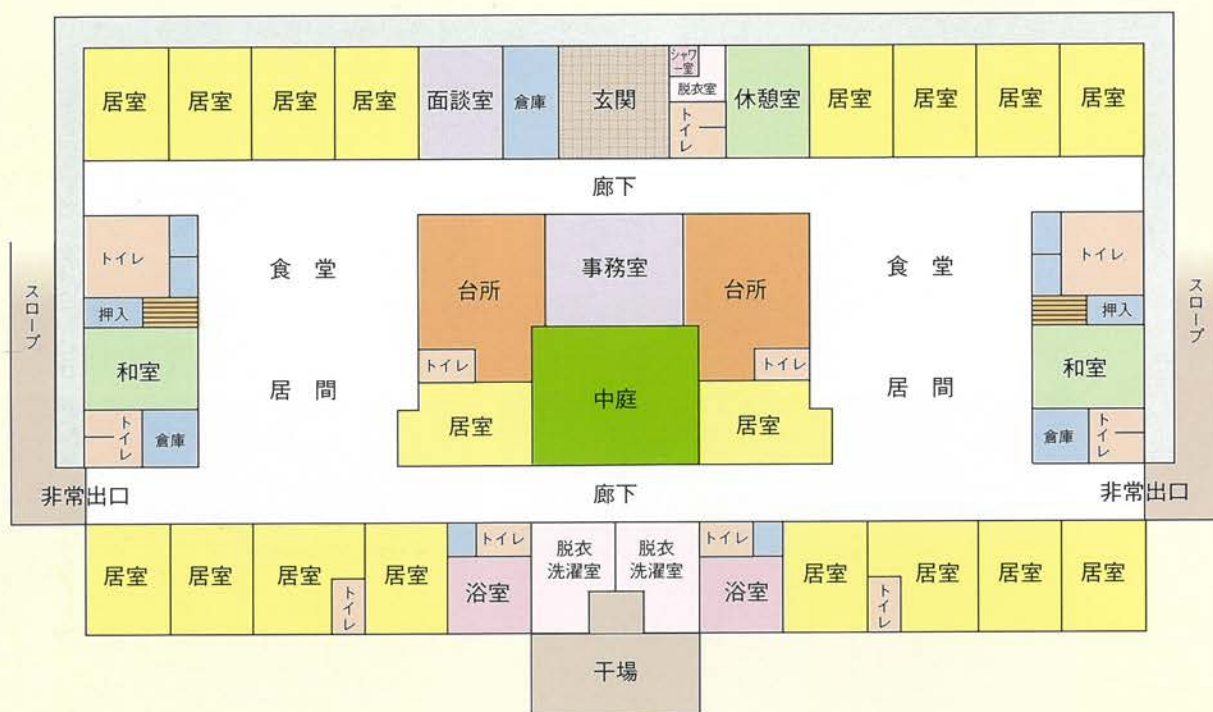 居室
居室
居室
居室
面談室
倉庫
玄関
シャワー室
脱衣室
トイレ
休憩室
居室
居室
居室
居室
廊下
トイレ
食堂
台所
事務室
台所
食堂
トイレ
スロープ
押入
和室
居間
トイレ
中庭
トイレ
居間
押入
和室
スロープ
トイレ
倉庫
居室
居室
倉庫
トイレ
非常出口
廊下
非常出口
居室
居室
居室
トイレ
居室
トイレ
浴室
脱衣
洗濯室
脱衣
洗濯室
トイレ
浴室
居室
トイレ
居室
居室
居室
干場